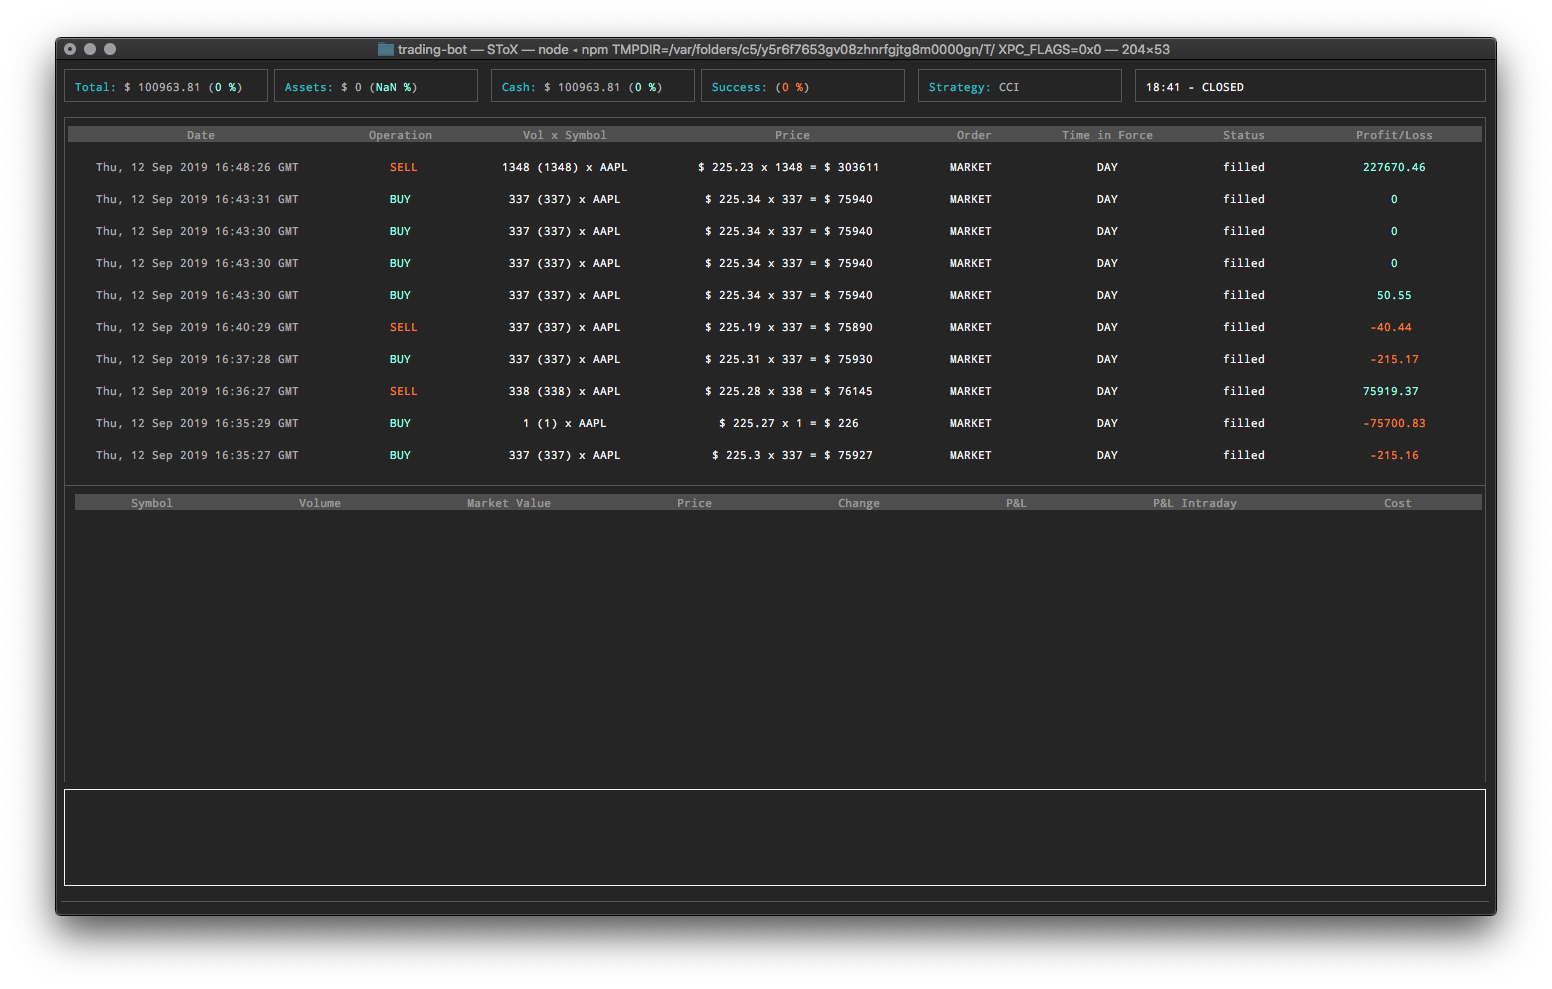 trading-bot — SToX — node ◂ npm TMPDIR=/var/folders/c5/y5r6f7653gv08zhnrfgjtg8m0000gn/T/ XPC_FLAGS=0x0 — 204×53
Total: $ 100963.81 (0 %) Assets: $ 0 (NaN %) Cash: $ 100963.81 (0 %) Success: (0 %) Strategy: CCI 18:41 - CLOSED
Date Operation Vol x Symbol Price Order Time in Force Status Profit/Loss
Thu, 12 Sep 2019 16:48:26 GMT SELL 1348 (1348) x AAPL $ 225.23 x 1348 = $ 303611 MARKET DAY filled 227670.46
Thu, 12 Sep 2019 16:43:31 GMT BUY 337 (337) x AAPL $ 225.34 x 337 = $ 75940 MARKET DAY filled 0
Thu, 12 Sep 2019 16:43:30 GMT BUY 337 (337) x AAPL $ 225.34 x 337 = $ 75940 MARKET DAY filled 0
Thu, 12 Sep 2019 16:43:30 GMT BUY 337 (337) x AAPL $ 225.34 x 337 = $ 75940 MARKET DAY filled 0
Thu, 12 Sep 2019 16:43:30 GMT BUY 337 (337) x AAPL $ 225.34 x 337 = $ 75940 MARKET DAY filled 50.55
Thu, 12 Sep 2019 16:40:29 GMT SELL 337 (337) x AAPL $ 225.19 x 337 = $ 75890 MARKET DAY filled -40.44
Thu, 12 Sep 2019 16:37:28 GMT BUY 337 (337) x AAPL $ 225.31 x 337 = $ 75930 MARKET DAY filled -215.17
Thu, 12 Sep 2019 16:36:27 GMT SELL 338 (338) x AAPL $ 225.28 x 338 = $ 76145 MARKET DAY filled 75919.37
Thu, 12 Sep 2019 16:35:29 GMT BUY 1 (1) x AAPL $ 225.27 x 1 = $ 226 MARKET DAY filled -75700.83
Thu, 12 Sep 2019 16:35:27 GMT BUY 337 (337) x AAPL $ 225.3 x 337 = $ 75927 MARKET DAY filled -215.16
Symbol Volume Market Value Price Change P&L P&L Intraday Cost